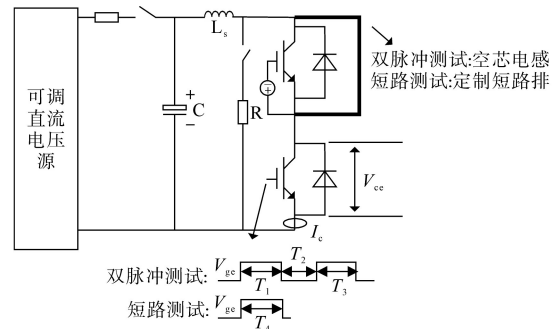 可调
直流
电压
源
L_s
+
C
−
R
+
双脉冲测试:空芯电感
短路测试:定制短路排
V_ce
I_c
双脉冲测试: V_ge T_1 T_2 T_3
短路测试: V_ge T_4